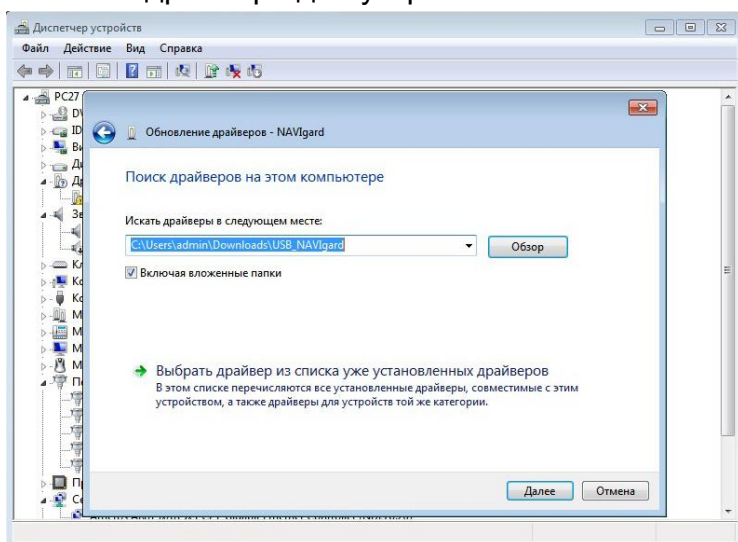 Диспетчер устройств
Файл Действие Вид Справка
PC27
Обновление драйверов - NAVIgard
Поиск драйверов на этом компьютере
Искать драйверы в следующем месте:
C:\Users\admin\Downloads\USB_NAVIgard
Обзор
Включая вложенные папки
Выбрать драйвер из списка уже установленных драйверов
В этом списке перечисляются все установленные драйверы, совместимые с этим
устройством, а также драйверы для устройств той же категории.
Далее Отмена